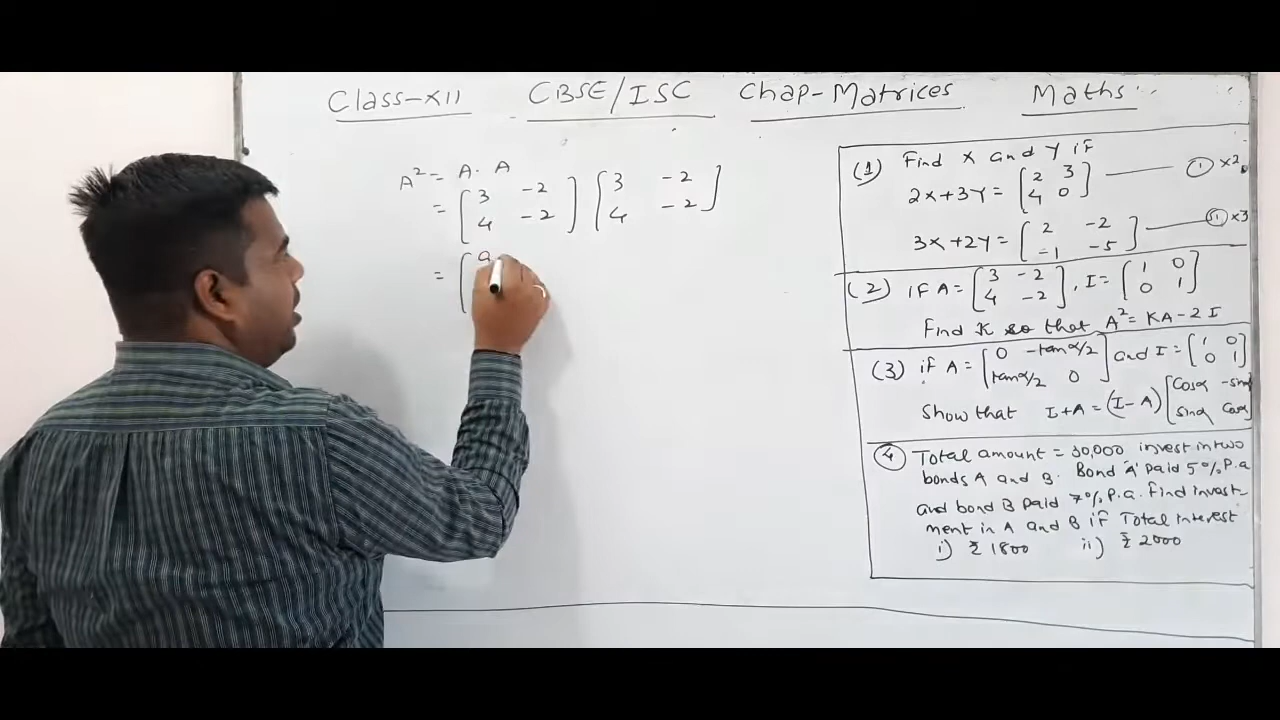 Class-XII CBSE/ISC Chap-Matrices Maths
A² = A. A
= [3 -2] [3 -2]
[4 -2] [4 -2]
= [9
(1) Find X and Y if
2X+3Y = [2 3] — (i) x2
[4 0]
3X+2Y = [2 -2] — (ii) x3
[-1 -5]
(2) if A = [3 -2], I = [1 0]
[4 -2] [0 1]
Find K so that A² = KA-2I
(3) if A = [0 -tanα/2] and I = [1 0]
[tanα/2 0] [0 1]
Show that I+A = (I-A) [cosα -sin
[sinα cosα
(4) Total amount = 30,000 invest in two
bonds A and B. Bond 'A' paid 5% P.a
and bond B paid 7% P.a. Find invest-
ment in A and B if Total interest
i) ₹ 1800 ii) ₹ 2000